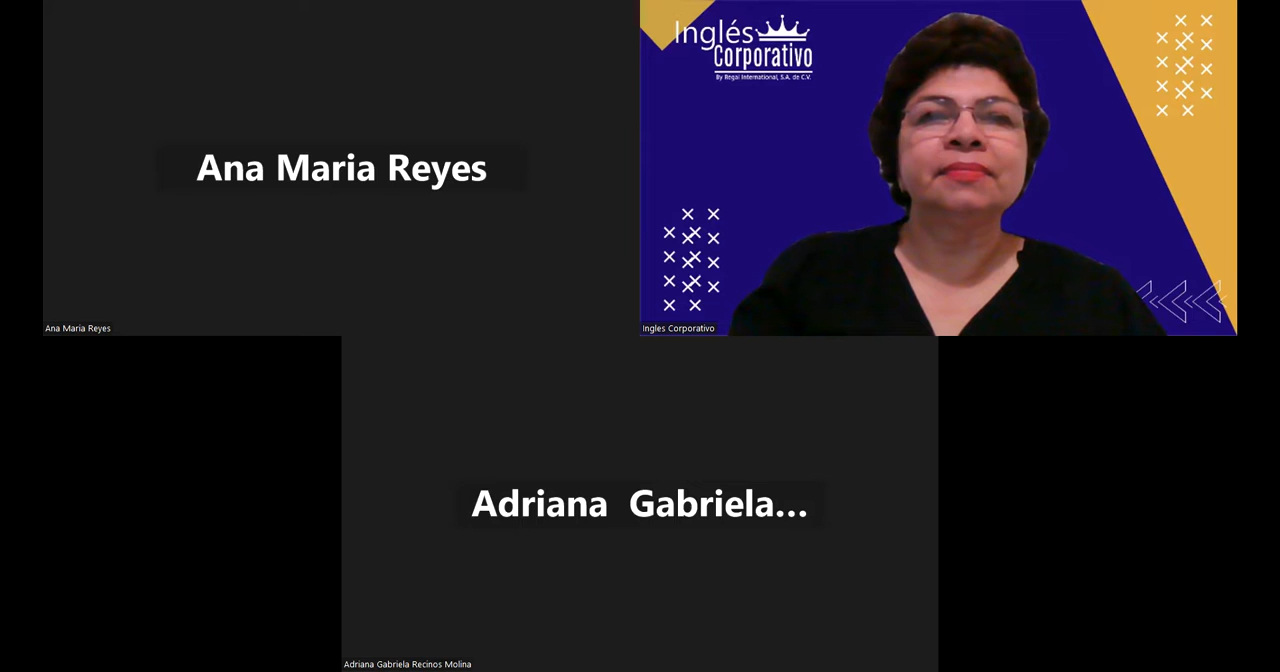 Ana Maria Reyes
Ana Maria Reyes
Inglés
Corporativo
By Regal International, S.A. de C.V.
Ingles Corporativo
Adriana  Gabriela...
Adriana Gabriela Recinos Molina